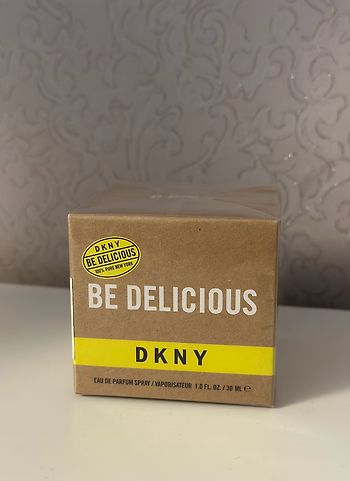 DKNY
BE DELICIOUS
100% PURE NEW YORK
BE DELICIOUS
DKNY
EAU DE PARFUM SPRAY / VAPORISATEUR 1.0 FL. OZ. / 30 ML ℮